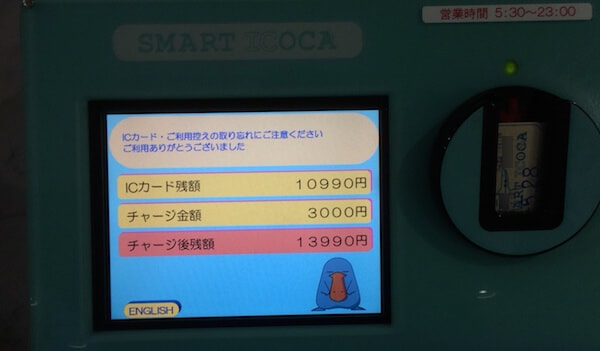 SMART ICOCA
営業時間 5:30~23:00
ICカード・ご利用控えの取り忘れにご注意ください
ご利用ありがとうございました
ICカード残額 10990円
チャージ金額 3000円
チャージ後残額 13990円
ENGLISH